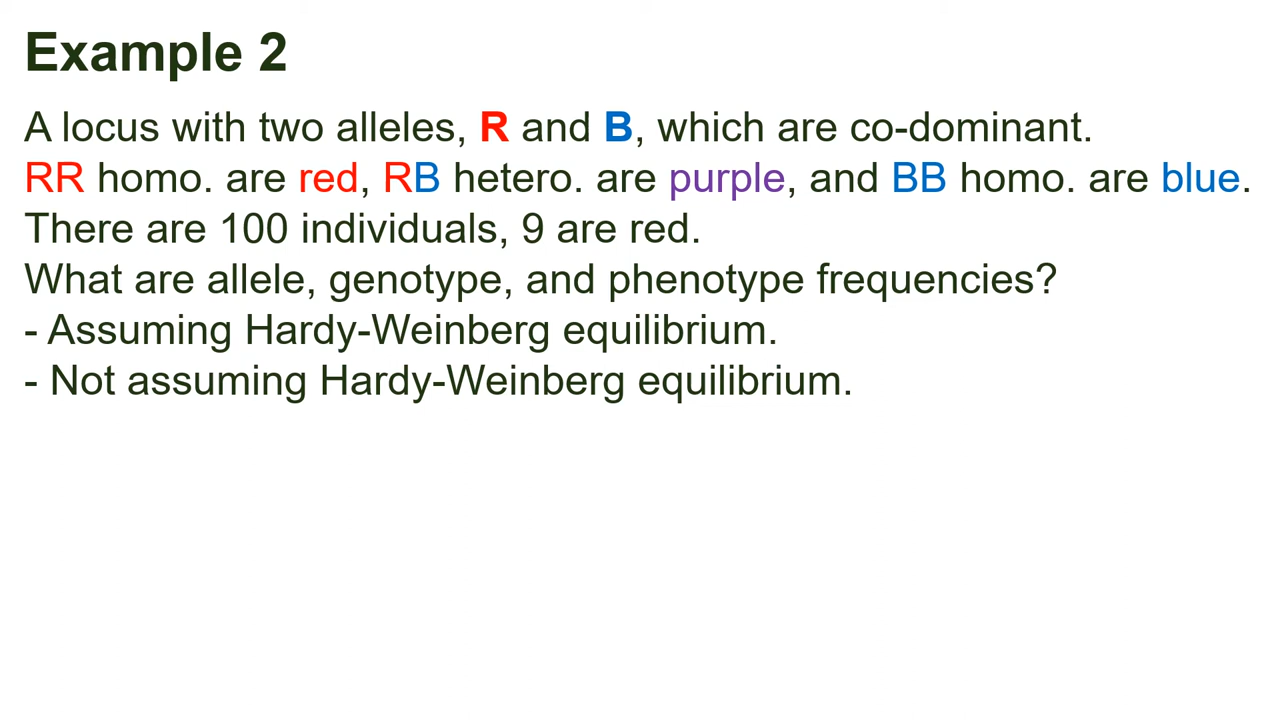 Example 2
A locus with two alleles, R and B, which are co-dominant.
RR homo. are red, RB hetero. are purple, and BB homo. are blue.
There are 100 individuals, 9 are red.
What are allele, genotype, and phenotype frequencies?
- Assuming Hardy-Weinberg equilibrium.
- Not assuming Hardy-Weinberg equilibrium.